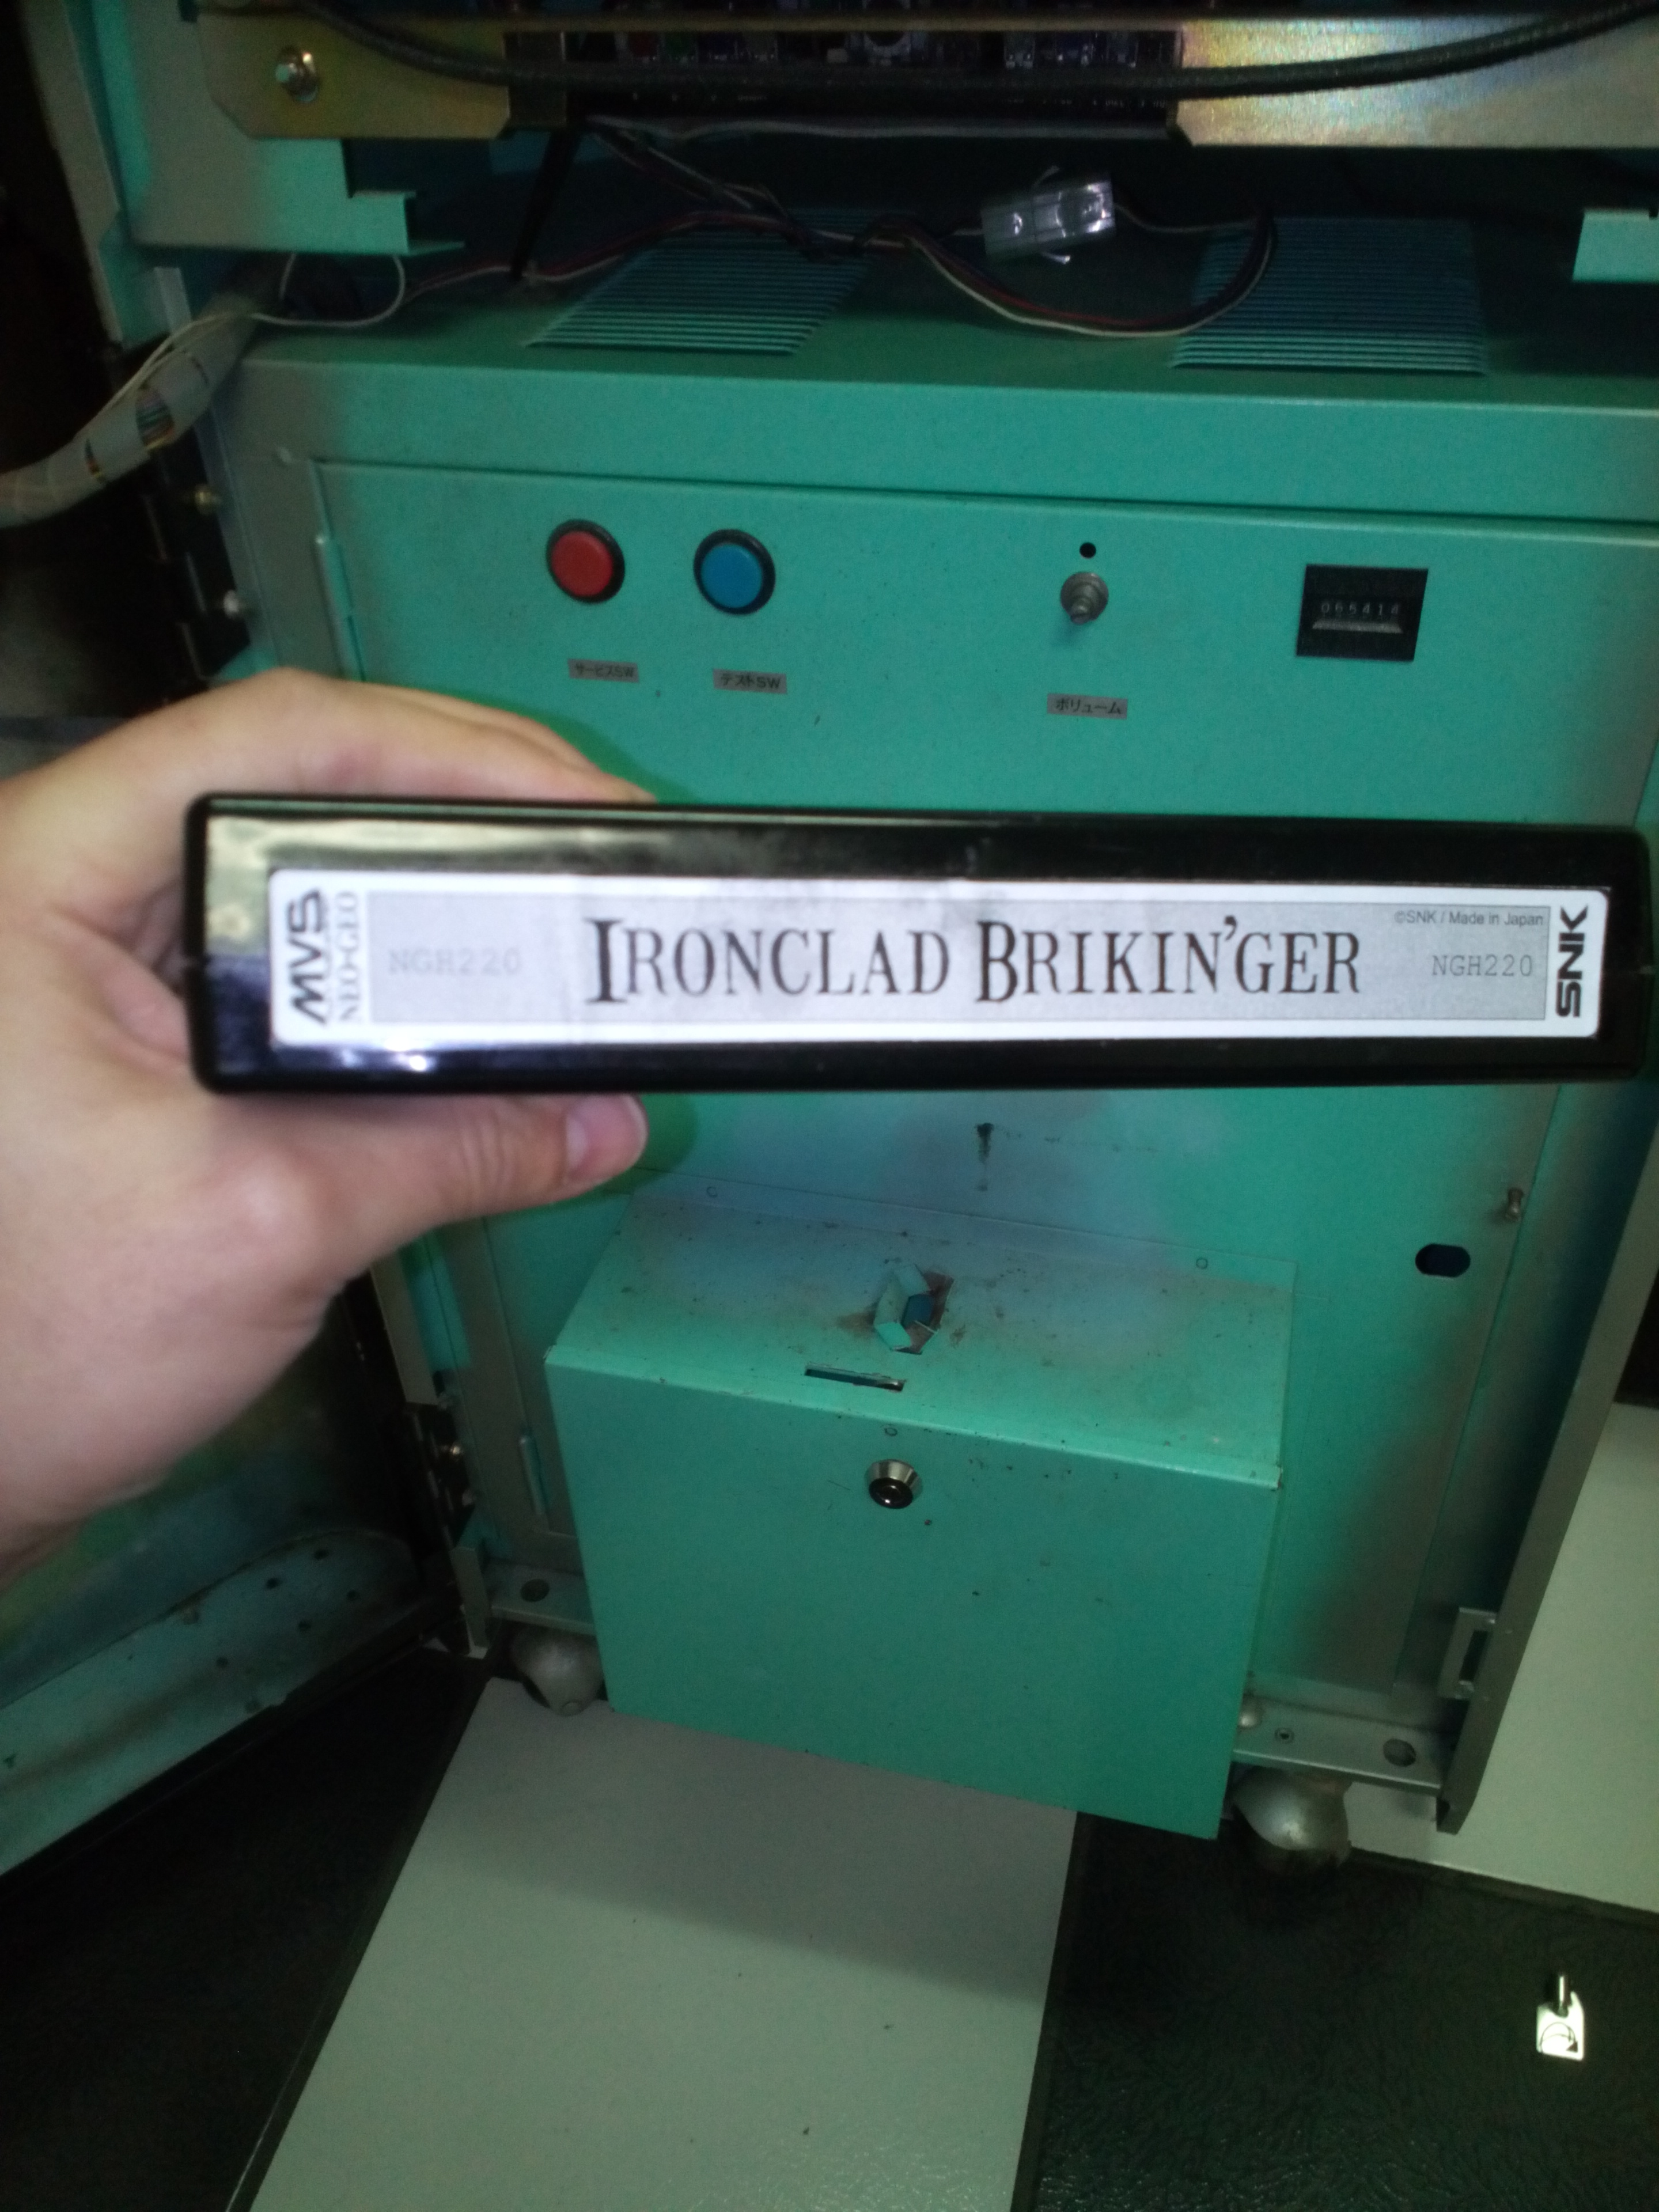 065414
サービスSW
テストSW
ボリューム
MVS
NEO•GEO
NGH220
IRONCLAD BRIKIN'GER
©SNK / Made in Japan
NGH220
SNK